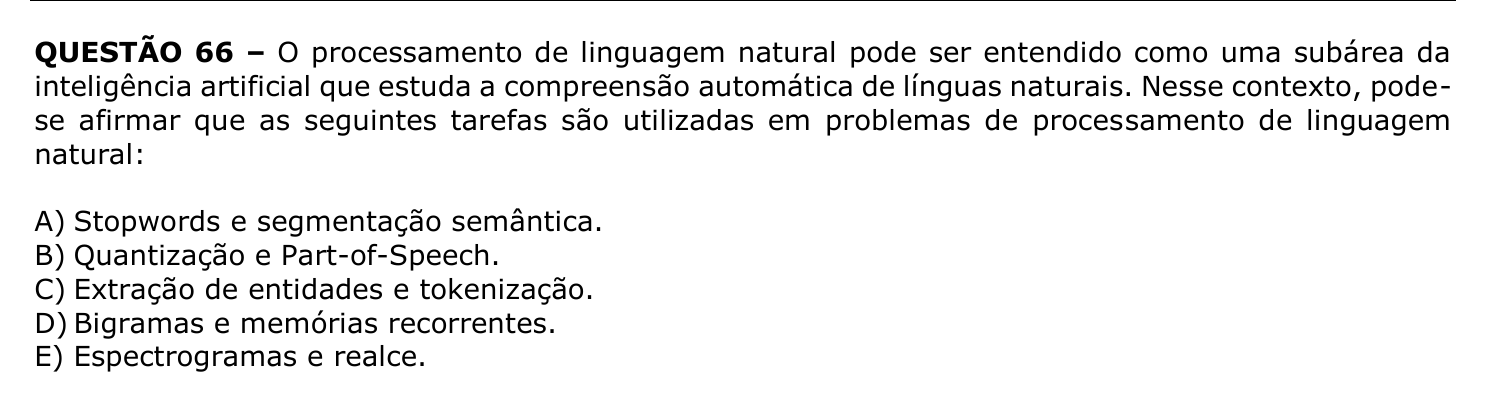 QUESTÃO 66 – O processamento de linguagem natural pode ser entendido como uma subárea da
inteligência artificial que estuda a compreensão automática de línguas naturais. Nesse contexto, pode-
se afirmar que as seguintes tarefas são utilizadas em problemas de processamento de linguagem
natural:
A) Stopwords e segmentação semântica.
B) Quantização e Part-of-Speech.
C) Extração de entidades e tokenização.
D) Bigramas e memórias recorrentes.
E) Espectrogramas e realce.